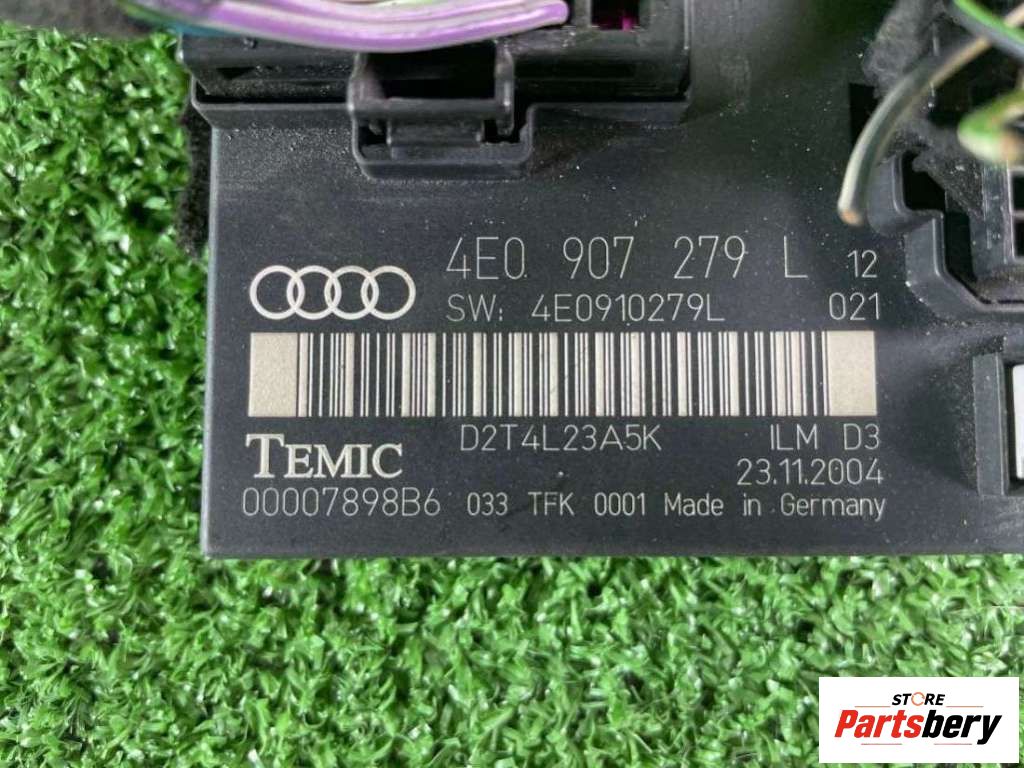 4E0 907 279 L 12
SW: 4E0910279L 021
D2T4L23A5K ILM D3
TEMIC 23.11.2004
00007898B6 033 TFK 0001 Made in Germany
STORE
Partsbery